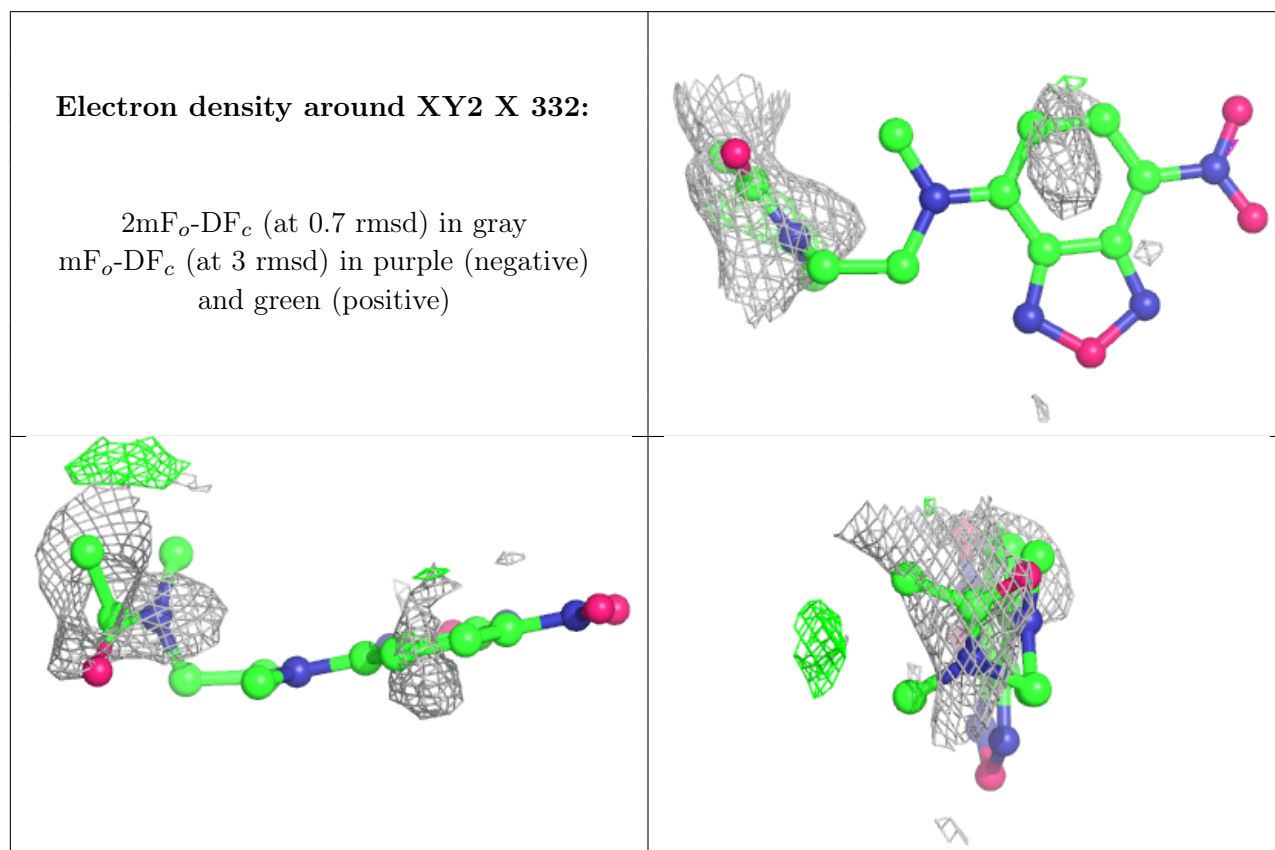 Electron density around XY2 X 332:
2mFo-DFc (at 0.7 rmsd) in gray
mFo-DFc (at 3 rmsd) in purple (negative)
and green (positive)